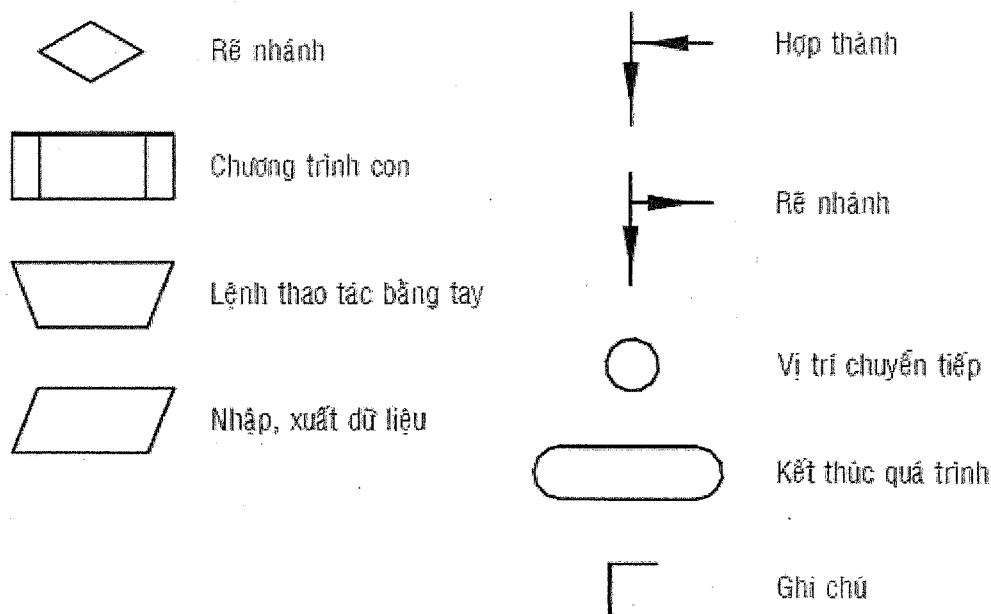 Rẽ nhánh
Chương trình con
Lệnh thao tác bằng tay
Nhập, xuất dữ liệu
Hợp thành
Rẽ nhánh
Vị trí chuyển tiếp
Kết thúc quá trình
Ghi chú